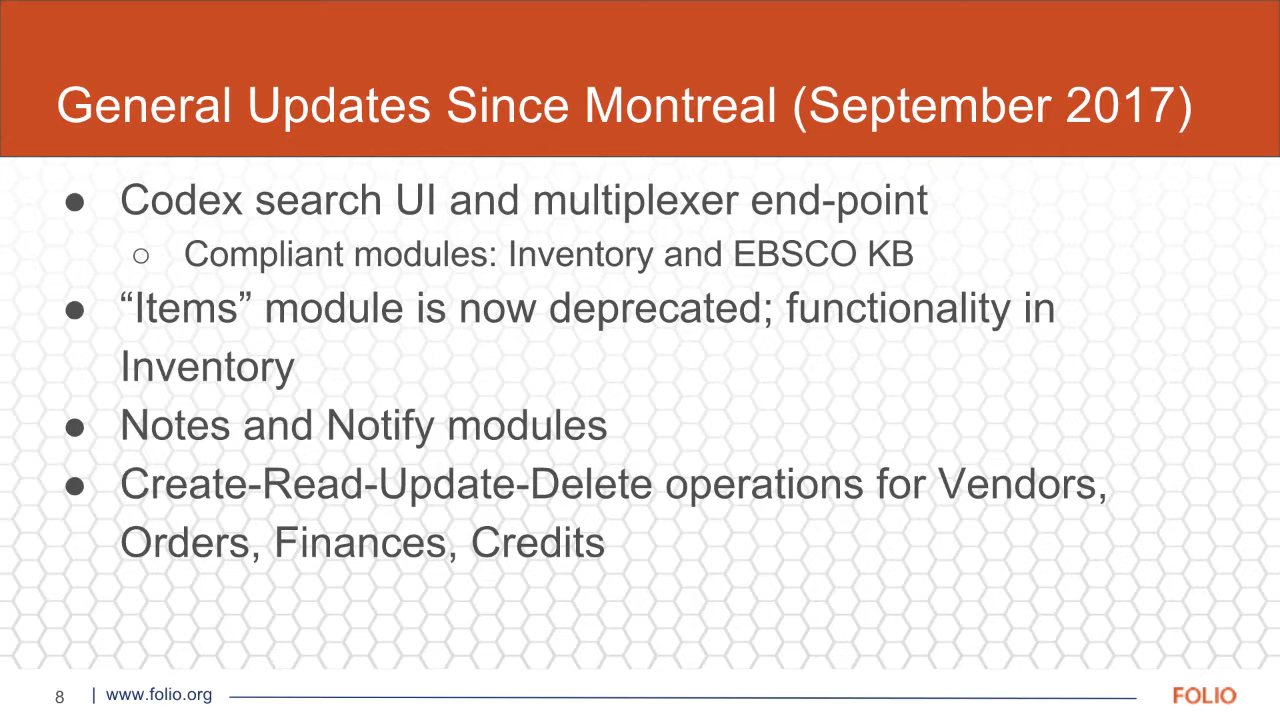 General Updates Since Montreal (September 2017)
● Codex search UI and multiplexer end-point
○ Compliant modules: Inventory and EBSCO KB
● “Items” module is now deprecated; functionality in
Inventory
● Notes and Notify modules
● Create-Read-Update-Delete operations for Vendors,
Orders, Finances, Credits
8 | www.folio.org
FOLIO